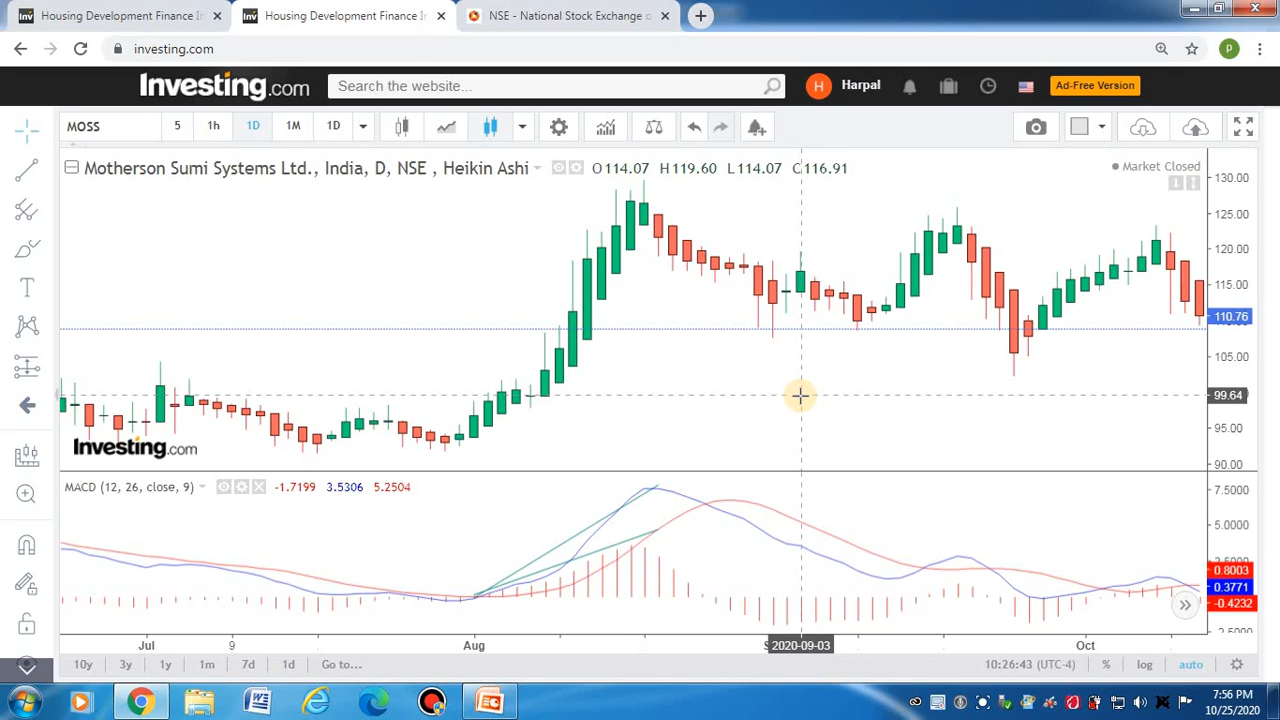 Housing Development Finance I
Housing Development Finance I
NSE - National Stock Exchange o
investing.com
p
Investing.com
Search the website...
H
Harpal
Ad-Free Version
MOSS
5
1h
1D
1M
1D
Motherson Sumi Systems Ltd., India, D, NSE , Heikin Ashi
O114.07 H119.60 L114.07 C116.91
Market Closed
130.00
125.00
120.00
115.00
110.76
105.00
99.64
95.00
90.00
Investing.com
MACD (12, 26, close, 9)
-1.7199 3.5306 5.2504
7.5000
5.0000
0.8003
0.3771
-0.4232
Jul
9
Aug
2020-09-03
Oct
10y
3y
1y
1m
7d
1d
Go to...
10:26:43 (UTC-4)
%
log
auto
7:56 PM
10/25/2020